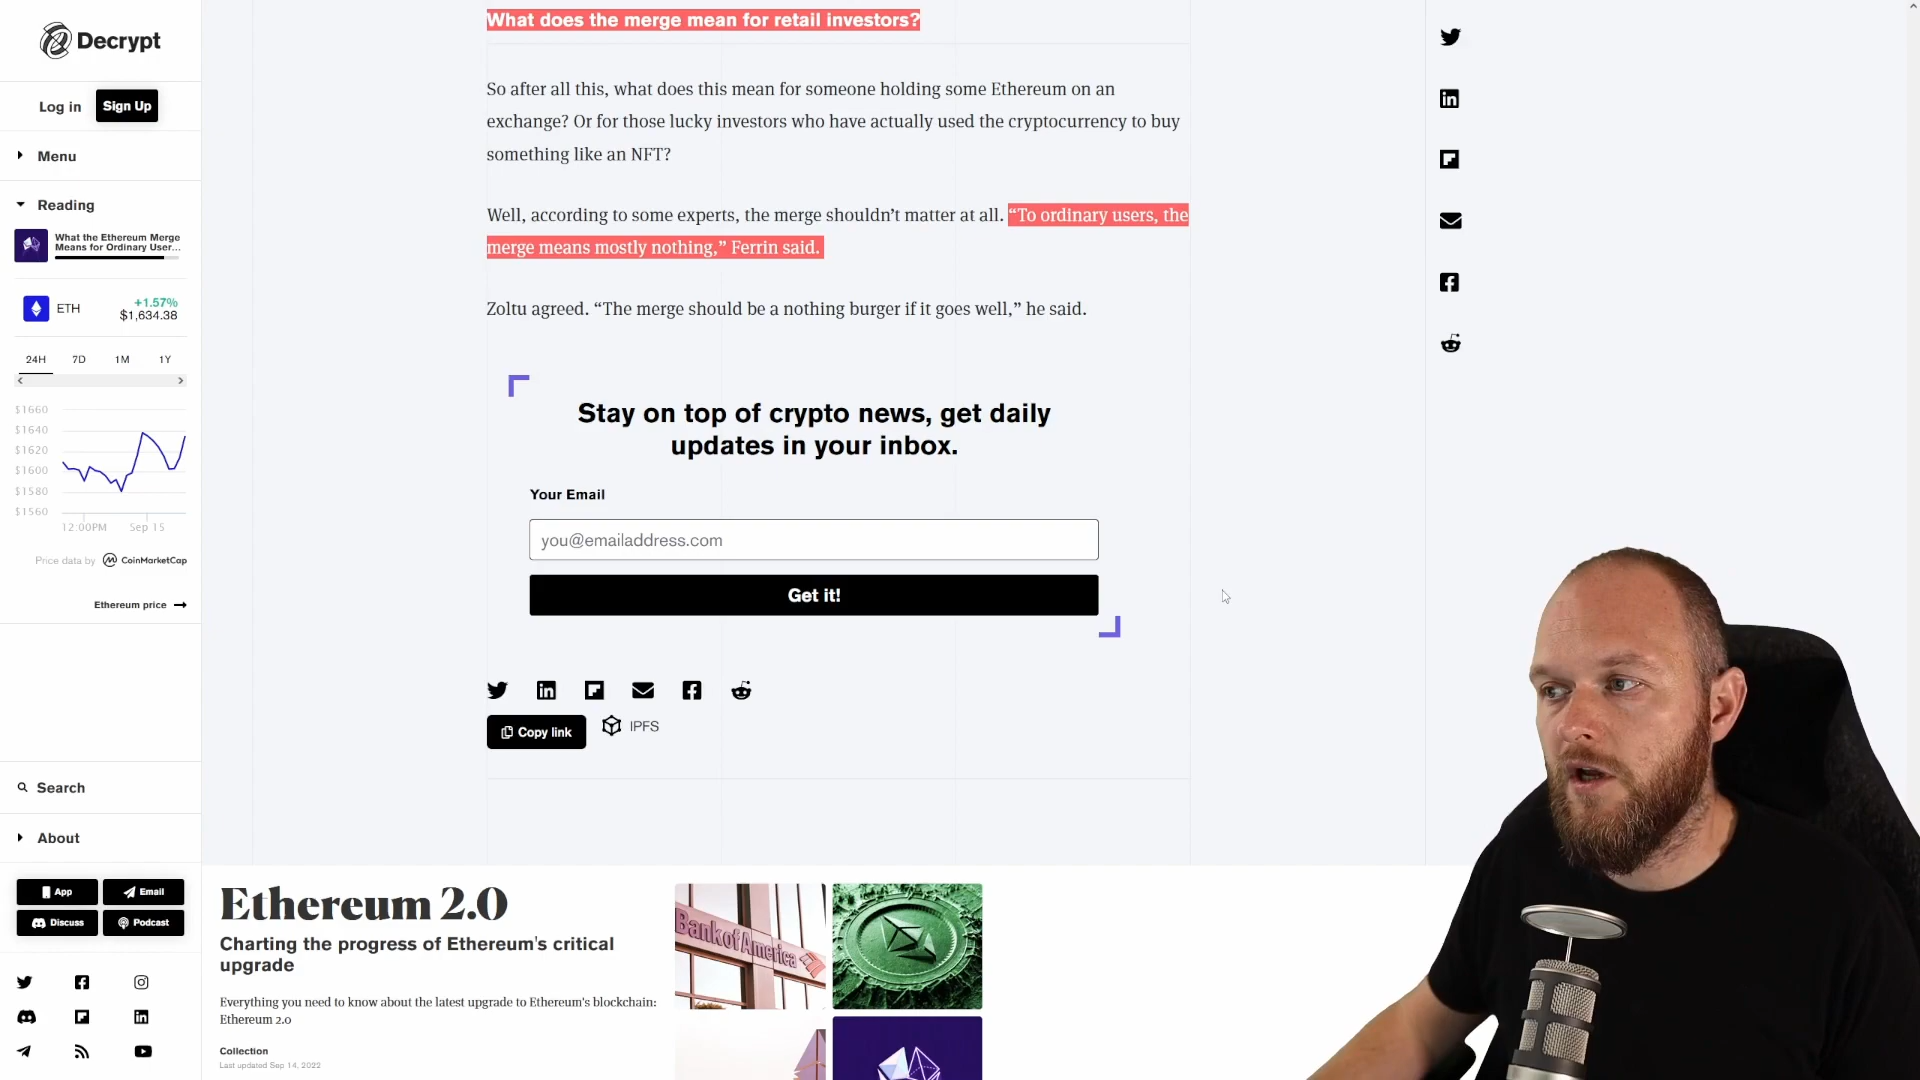 Decrypt
Log in
Sign Up
Menu
Reading
What the Ethereum Merge
Means for Ordinary User...
ETH
+1.57%
$1,634.38
24H
7D
1M
1Y
$1660
$1640
$1620
$1600
$1580
$1560
12:00PM
Sep 15
Price data by
CoinMarketCap
Ethereum price
Search
About
App
Email
Discuss
Podcast
What does the merge mean for retail investors?
So after all this, what does this mean for someone holding some Ethereum on an
exchange? Or for those lucky investors who have actually used the cryptocurrency to buy
something like an NFT?
Well, according to some experts, the merge shouldn’t matter at all. “To ordinary users, the
merge means mostly nothing,” Ferrin said.
Zoltu agreed. “The merge should be a nothing burger if it goes well,” he said.
Stay on top of crypto news, get daily
updates in your inbox.
Your Email
you@emailaddress.com
Get it!
Copy link
IPFS
Ethereum 2.0
Charting the progress of Ethereum's critical
upgrade
Everything you need to know about the latest upgrade to Ethereum's blockchain:
Ethereum 2.0
Collection
Last updated Sep 14, 2022
Bank of America